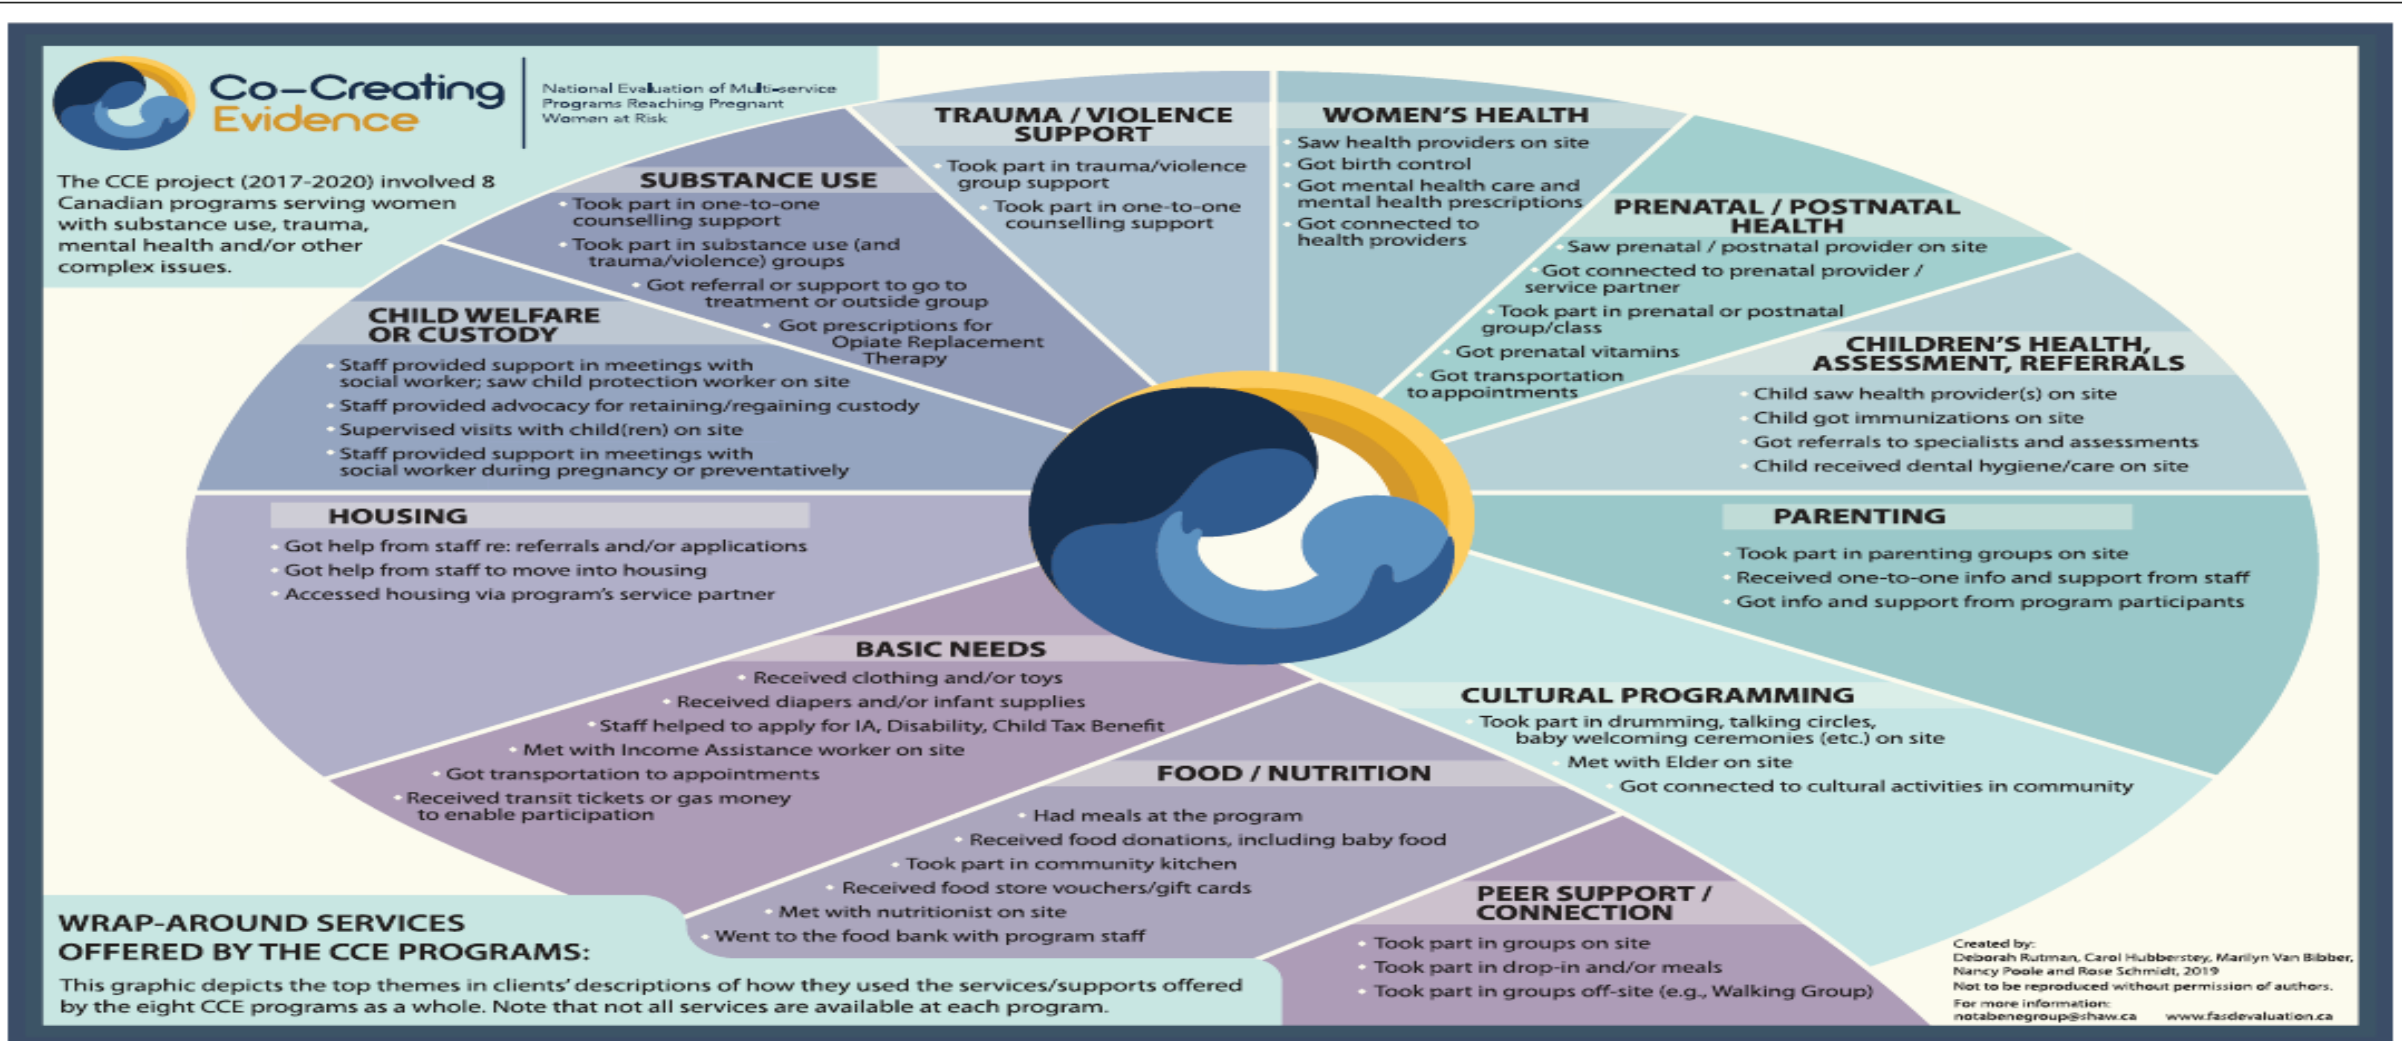 Co-Creating
Evidence
National Evaluation of Multi-service
Programs Reaching Pregnant
Women at Risk
The CCE project (2017-2020) involved 8
Canadian programs serving women
with substance use, trauma,
mental health and/or other
complex issues.
TRAUMA / VIOLENCE
SUPPORT
• Took part in trauma/violence
group support
• Took part in one-to-one
counselling support
WOMEN'S HEALTH
• Saw health providers on site
• Got birth control
• Got mental health care and
mental health prescriptions
• Got connected to
health providers
SUBSTANCE USE
• Took part in one-to-one
counselling support
• Took part in substance use (and
trauma/violence) groups
• Got referral or support to go to
treatment or outside group
• Got prescriptions for
Opiate Replacement
Therapy
PRENATAL / POSTNATAL
HEALTH
• Saw prenatal / postnatal provider on site
• Got connected to prenatal provider /
service partner
• Took part in prenatal or postnatal
group/class
• Got prenatal vitamins
• Got transportation
to appointments
CHILD WELFARE
OR CUSTODY
• Staff provided support in meetings with
social worker; saw child protection worker on site
• Staff provided advocacy for retaining/regaining custody
• Supervised visits with child(ren) on site
• Staff provided support in meetings with
social worker during pregnancy or preventatively
CHILDREN'S HEALTH,
ASSESSMENT, REFERRALS
• Child saw health provider(s) on site
• Child got immunizations on site
• Got referrals to specialists and assessments
• Child received dental hygiene/care on site
HOUSING
• Got help from staff re: referrals and/or applications
• Got help from staff to move into housing
• Accessed housing via program's service partner
PARENTING
• Took part in parenting groups on site
• Received one-to-one info and support from staff
• Got info and support from program participants
BASIC NEEDS
• Received clothing and/or toys
• Received diapers and/or infant supplies
• Staff helped to apply for IA, Disability, Child Tax Benefit
• Met with Income Assistance worker on site
• Got transportation to appointments
• Received transit tickets or gas money
to enable participation
CULTURAL PROGRAMMING
• Took part in drumming, talking circles,
baby welcoming ceremonies (etc.) on site
• Met with Elder on site
• Got connected to cultural activities in community
FOOD / NUTRITION
• Had meals at the program
• Received food donations, including baby food
• Took part in community kitchen
• Received food store vouchers/gift cards
• Met with nutritionist on site
• Went to the food bank with program staff
PEER SUPPORT /
CONNECTION
• Took part in groups on site
• Took part in drop-in and/or meals
• Took part in groups off-site (e.g., Walking Group)
WRAP-AROUND SERVICES
OFFERED BY THE CCE PROGRAMS:
This graphic depicts the top themes in clients' descriptions of how they used the services/supports offered
by the eight CCE programs as a whole. Note that not all services are available at each program.
Created by:
Deborah Rutman, Carol Hubberstey, Marilyn Van Bibber,
Nancy Poole and Rose Schmidt, 2019
Not to be reproduced without permission of authors.
For more information:
notabenegroup@shaw.ca www.fasdevaluation.ca